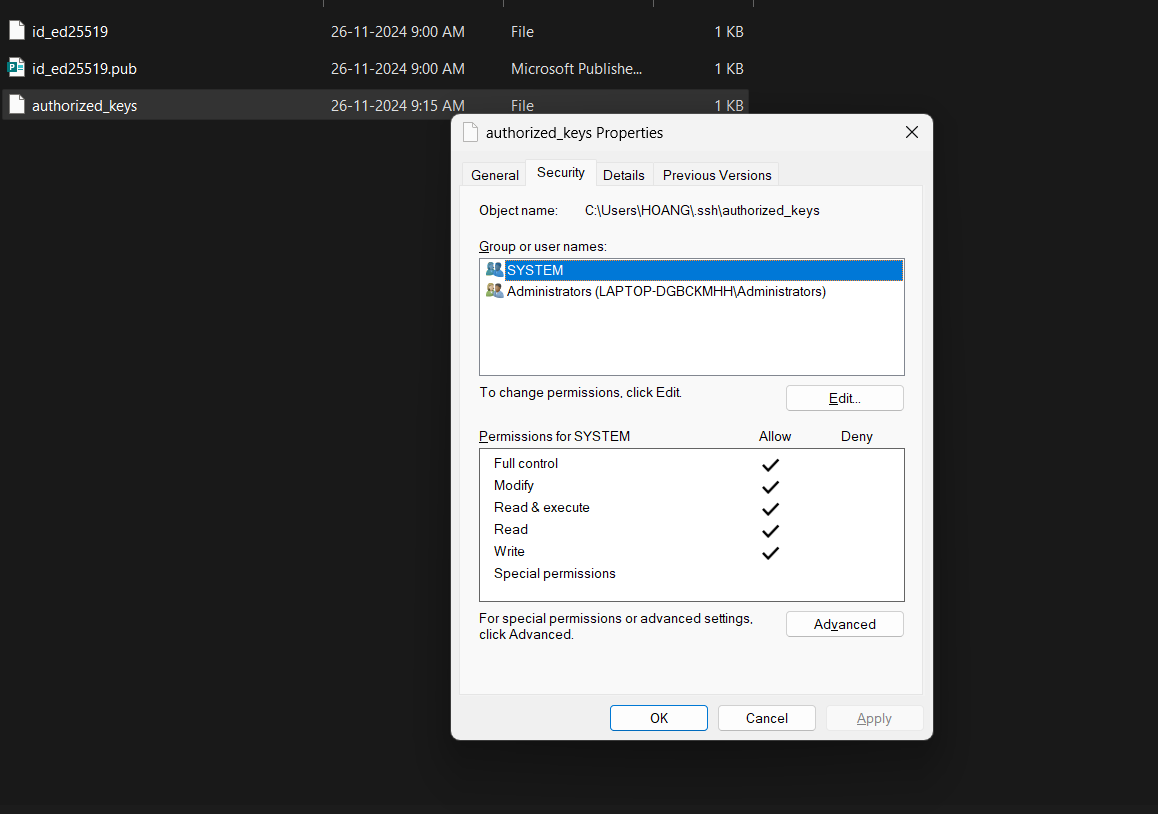 id_ed25519 26-11-2024 9:00 AM File 1 KB
id_ed25519.pub 26-11-2024 9:00 AM Microsoft Publishe... 1 KB
authorized_keys 26-11-2024 9:15 AM File 1 KB
authorized_keys Properties
General Security Details Previous Versions
Object name: C:\Users\HOANG\.ssh\authorized_keys
Group or user names:
SYSTEM
Administrators (LAPTOP-DGBCKMHH\Administrators)
To change permissions, click Edit.
Edit...
Permissions for SYSTEM Allow Deny
Full control
Modify
Read & execute
Read
Write
Special permissions
For special permissions or advanced settings,
click Advanced.
Advanced
OK Cancel Apply